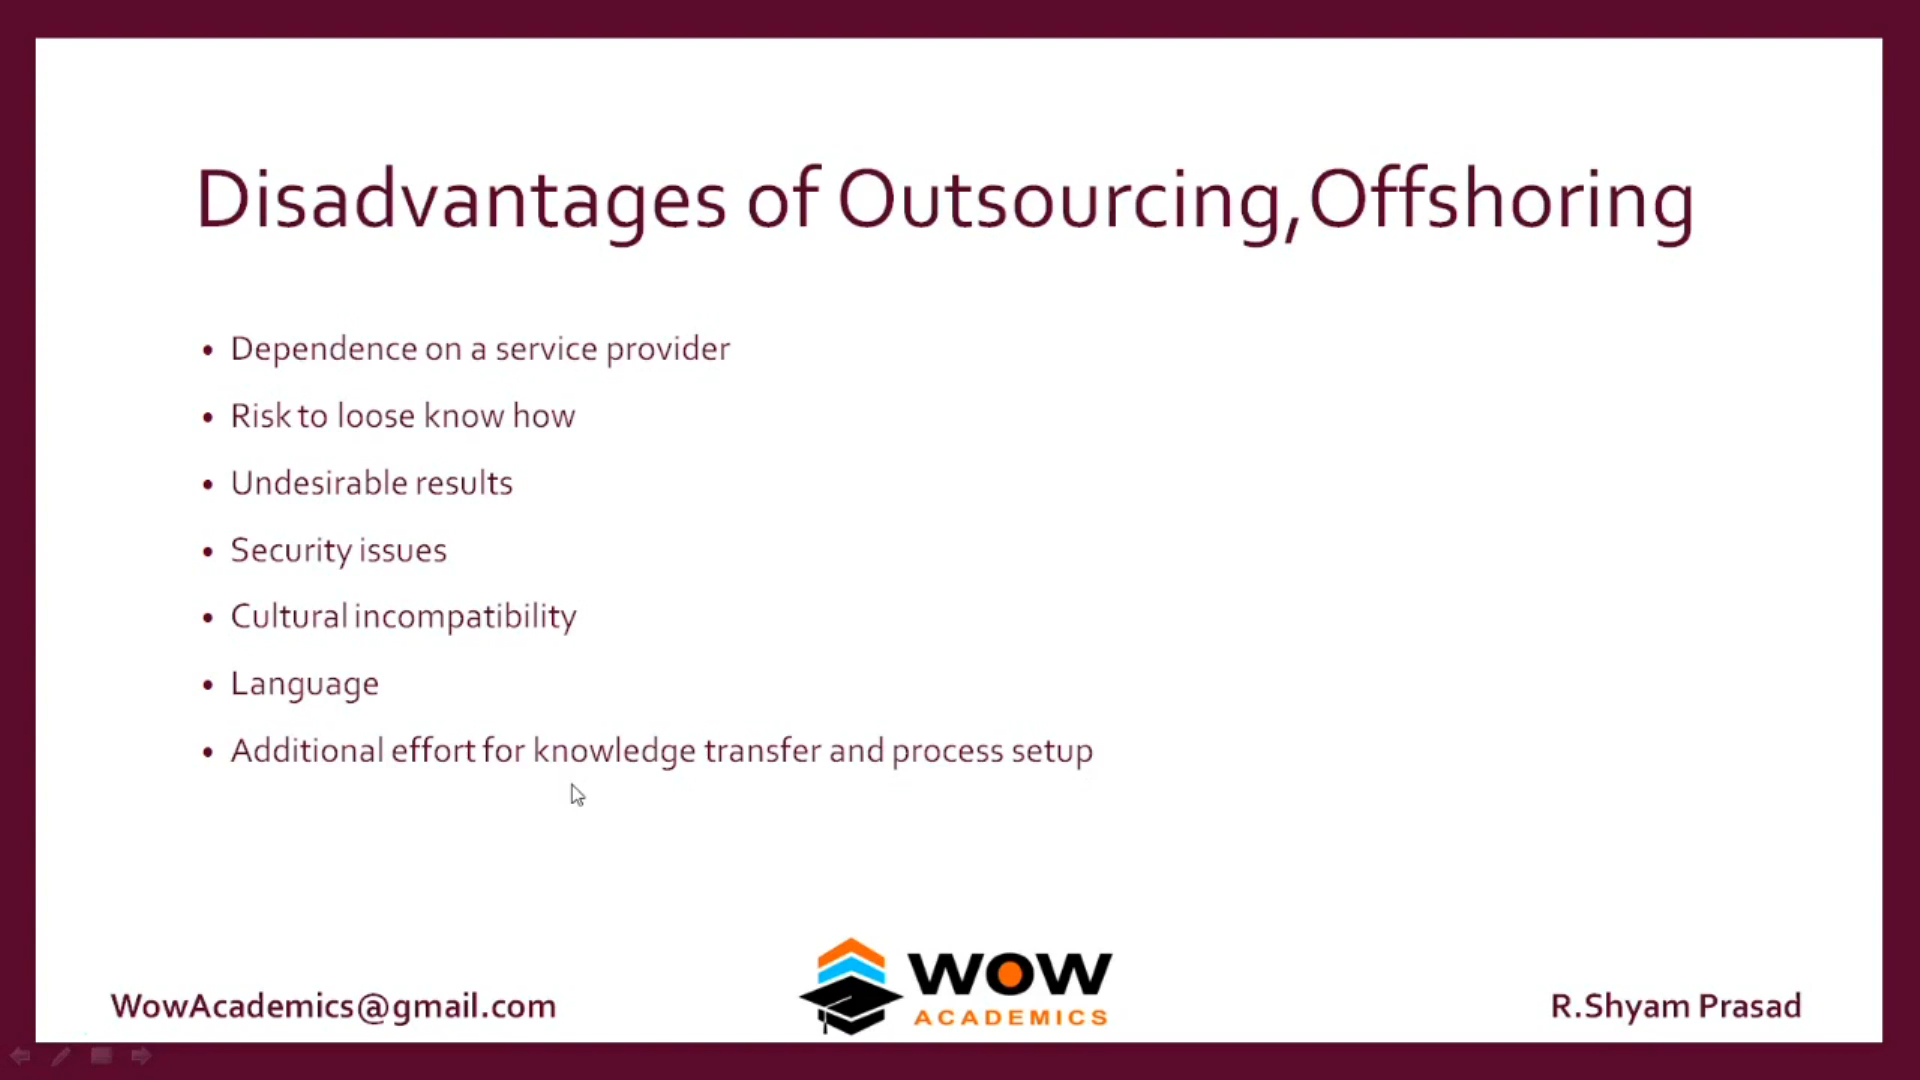 Disadvantages of Outsourcing,Offshoring
• Dependence on a service provider
• Risk to loose know how
• Undesirable results
• Security issues
• Cultural incompatibility
• Language
• Additional effort for knowledge transfer and process setup
WowAcademics@gmail.com
WOW
ACADEMICS
R.Shyam Prasad